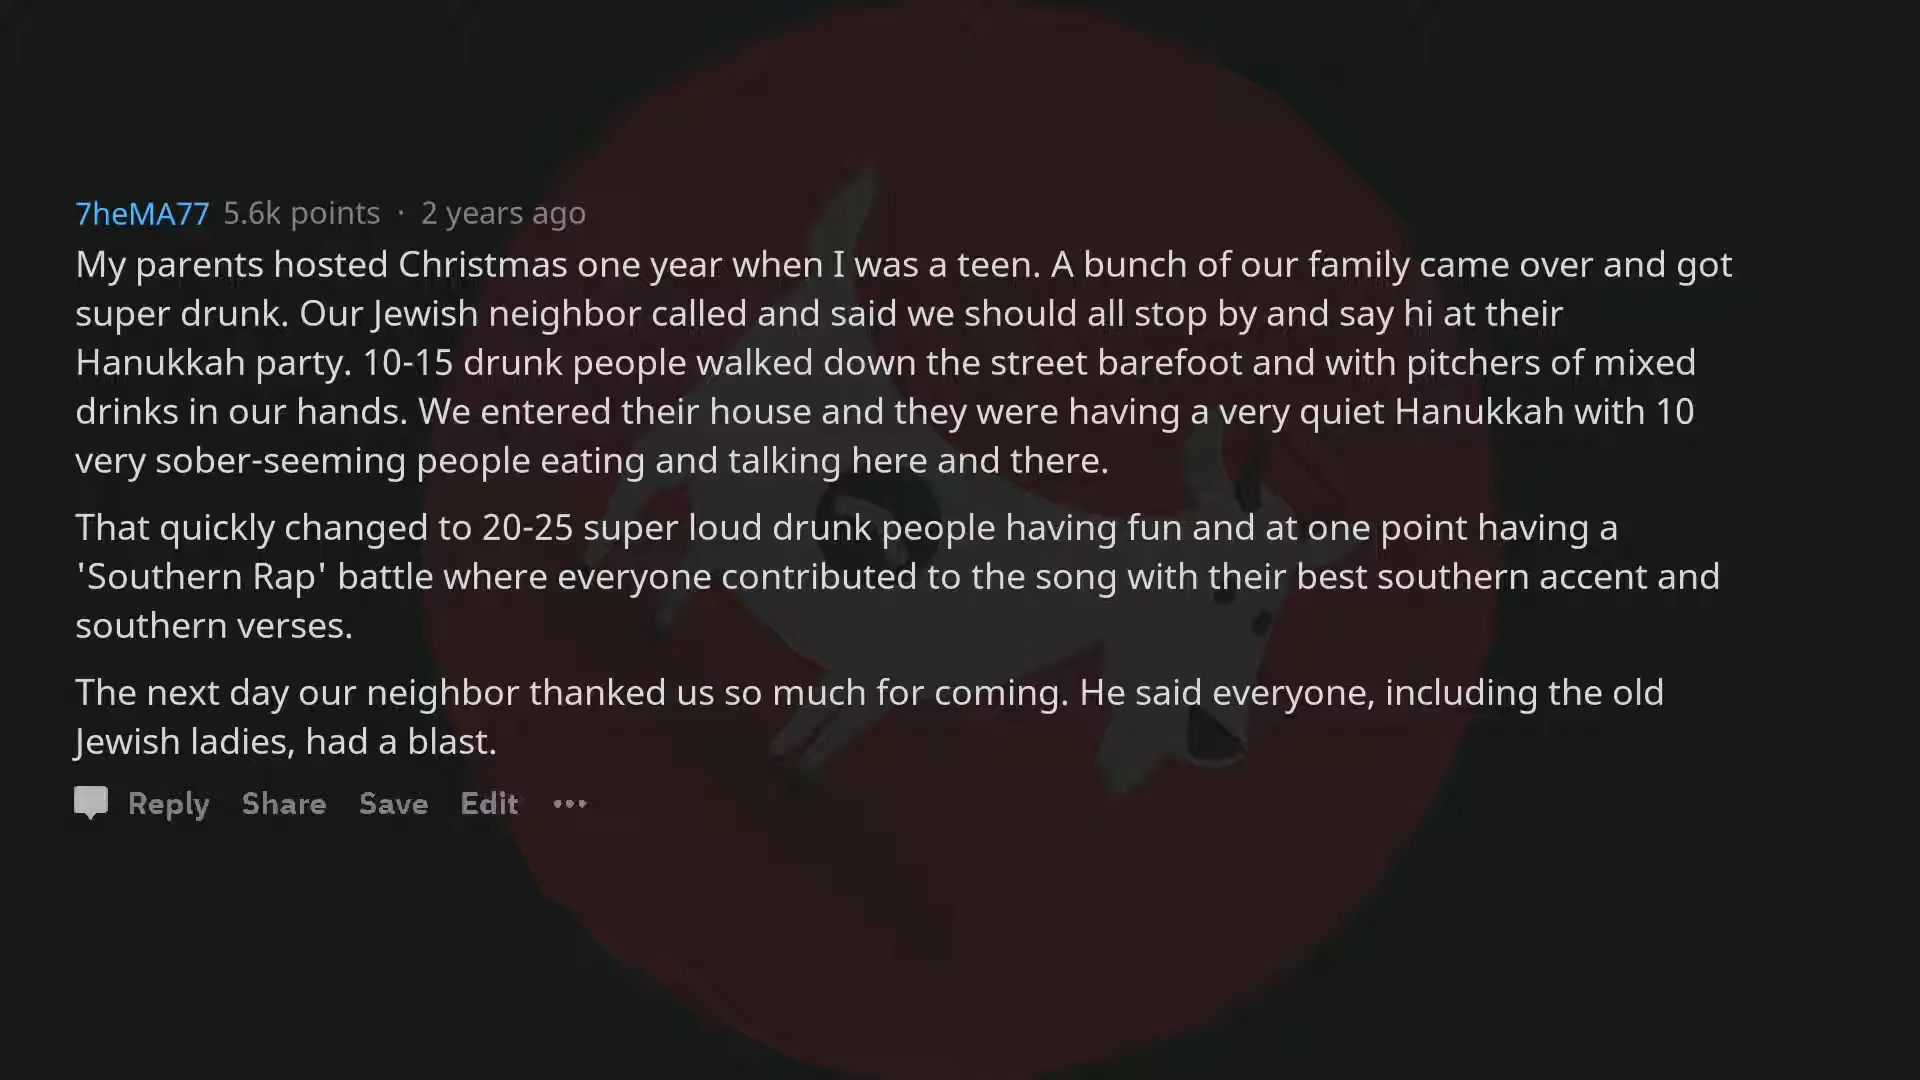 7heMA77 5.6k points · 2 years ago
My parents hosted Christmas one year when I was a teen. A bunch of our family came over and got
super drunk. Our Jewish neighbor called and said we should all stop by and say hi at their
Hanukkah party. 10-15 drunk people walked down the street barefoot and with pitchers of mixed
drinks in our hands. We entered their house and they were having a very quiet Hanukkah with 10
very sober-seeming people eating and talking here and there.
That quickly changed to 20-25 super loud drunk people having fun and at one point having a
'Southern Rap' battle where everyone contributed to the song with their best southern accent and
southern verses.
The next day our neighbor thanked us so much for coming. He said everyone, including the old
Jewish ladies, had a blast.
Reply Share Save Edit ···